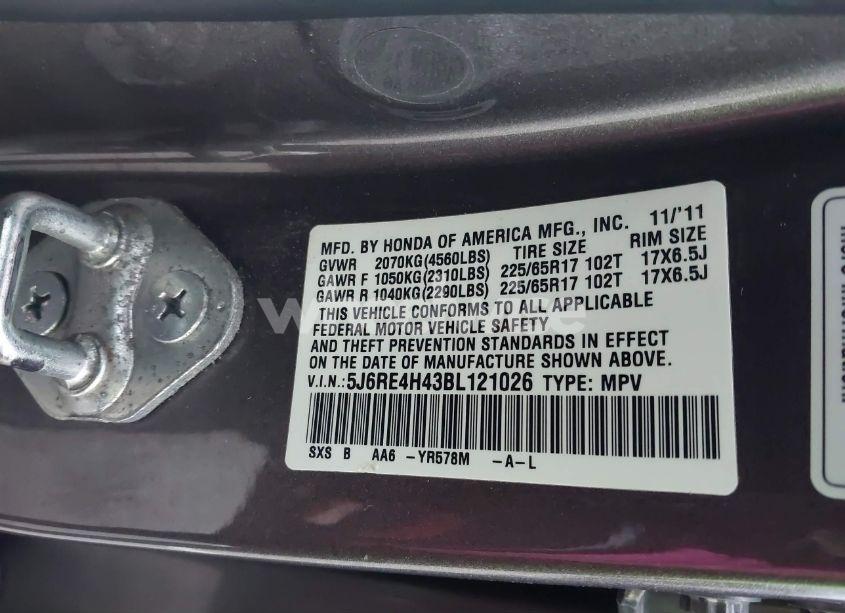 MFD. BY HONDA OF AMERICA MFG., INC. 11/'11
GVWR 2070KG(4560LBS) TIRE SIZE RIM SIZE
GAWR F 1050KG(2310LBS) 225/65R17 102T 17X6.5J
GAWR R 1040KG(2290LBS) 225/65R17 102T 17X6.5J
THIS VEHICLE CONFORMS TO ALL APPLICABLE
FEDERAL MOTOR VEHICLE SAFETY
AND THEFT PREVENTION STANDARDS IN EFFECT
ON THE DATE OF MANUFACTURE SHOWN ABOVE.
V.I.N.: 5J6RE4H43BL121026 TYPE: MPV
SXS B AA6 -YR578M -A-L